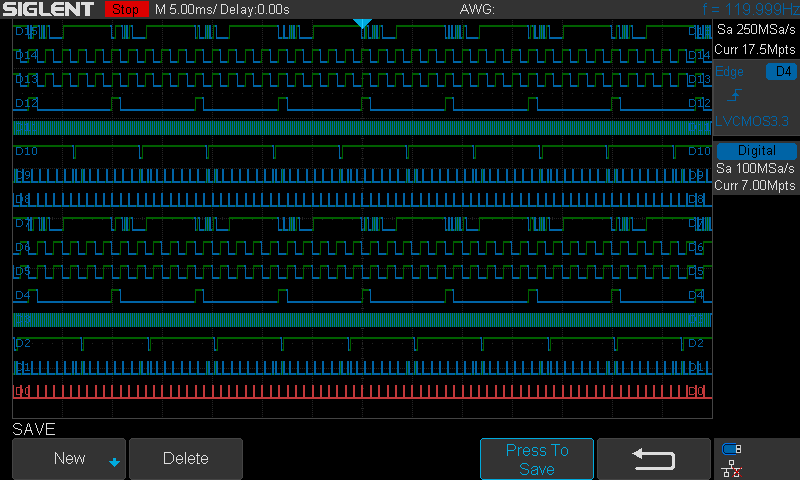 SIGLENT Stop M 5.00ms/ Delay:0.00s AWG: f = 119.999Hz
Sa 250MSa/s
Curr 17.5Mpts
Edge D4
LVCMOS3.3
Digital
Sa 100MSa/s
Curr 7.00Mpts
D15 D15
D14 D14
D13 D13
D12 D12
D10 D10
D9 D9
D8 D8
D7 D7
D6 D6
D5 D5
D4 D4
D2 D2
D1 D1
D0 D0
SAVE
New Delete Press To
Save